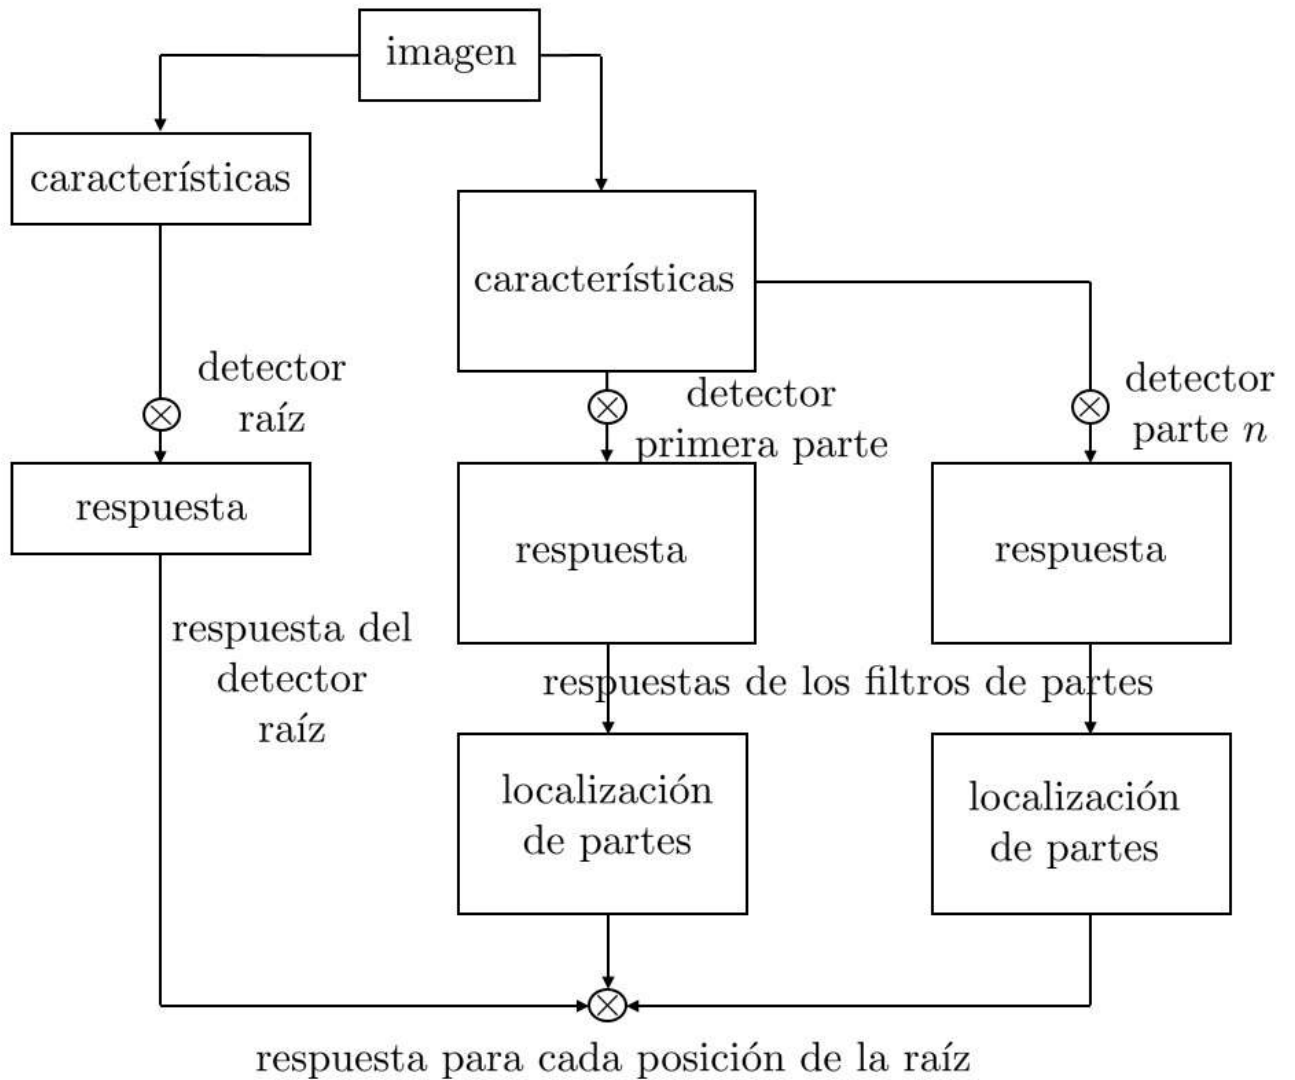 imagen
características
características
detector
raíz
detector
primera parte
detector
parte n
respuesta
respuesta
respuesta
respuesta del
detector
raíz
respuestas de los filtros de partes
localización
de partes
localización
de partes
respuesta para cada posición de la raíz